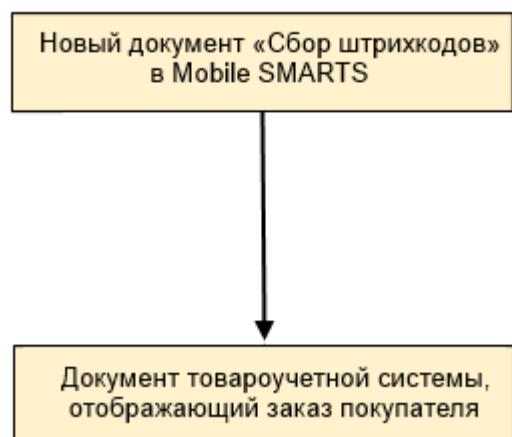 Новый документ «Сбор штрихкодов»
в Mobile SMARTS
Документ товароучетной системы,
отображающий заказ покупателя